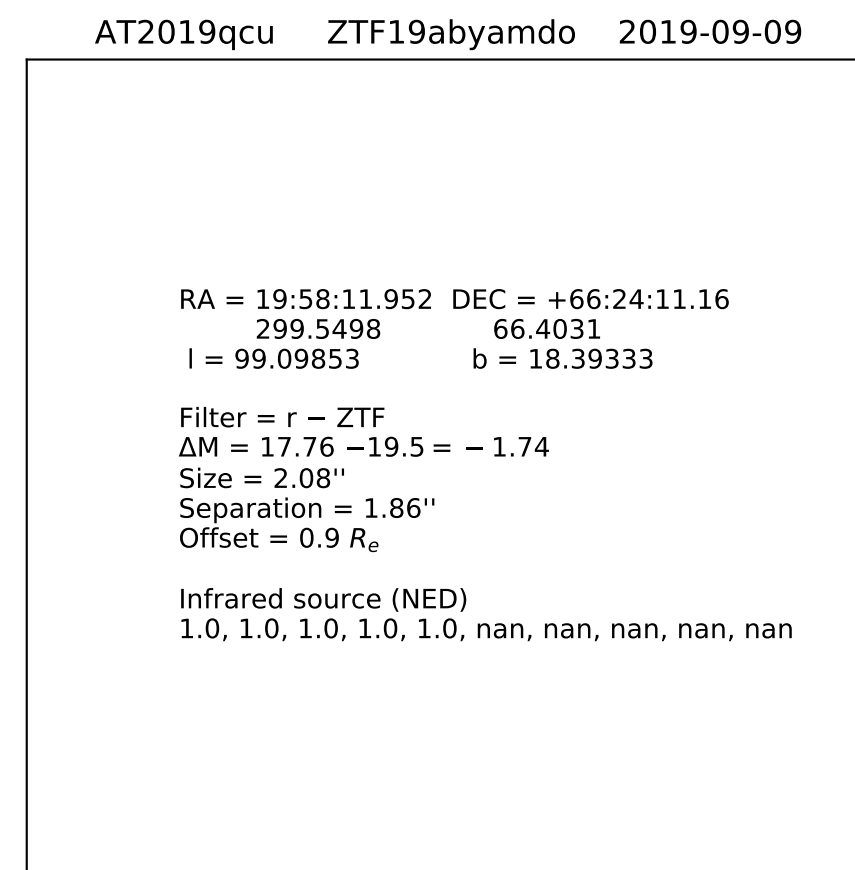 AT2019qcu ZTF19abyamdo 2019-09-09
RA = 19:58:11.952 DEC = +66:24:11.16
299.5498 66.4031
l = 99.09853 b = 18.39333
Filter = r − ZTF
ΔM = 17.76 −19.5 = − 1.74
Size = 2.08''
Separation = 1.86''
Offset = 0.9 Re
Infrared source (NED)
1.0, 1.0, 1.0, 1.0, 1.0, nan, nan, nan, nan, nan